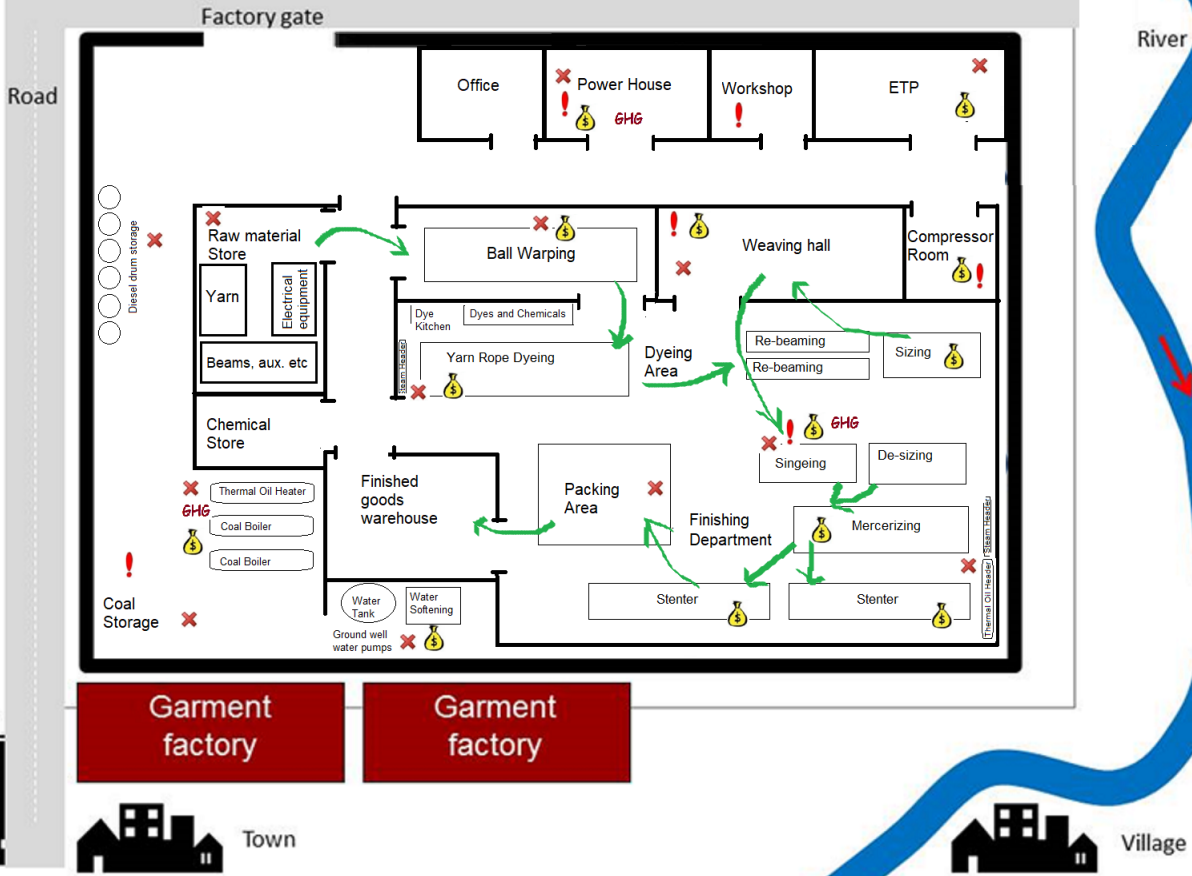 Factory gate
River
Road
Office
Power House
GHG
Workshop
ETP
$
$
Diesel drum storage
Raw material
Store
Yarn
Electrical
equipment
Beams, aux. etc
Chemical
Store
Ball Warping
$
$
Weaving hall
Compressor
Room
$
Dye
Kitchen
Dyes and Chemicals
Steam Header
Yarn Rope Dyeing
$
Dyeing
Area
Re-beaming
Re-beaming
Sizing
$
$
GHG
Singeing
De-sizing
Thermal Oil Heater
GHG
Coal Boiler
$
Coal Boiler
Coal
Storage
Finished
goods
warehouse
Packing
Area
Finishing
Department
$
Mercerizing
Steam Header
Thermal Oil Header
Stenter
$
Stenter
$
Water
Tank
Water
Softening
Ground well
water pumps
$
Garment
factory
Garment
factory
Town
Village